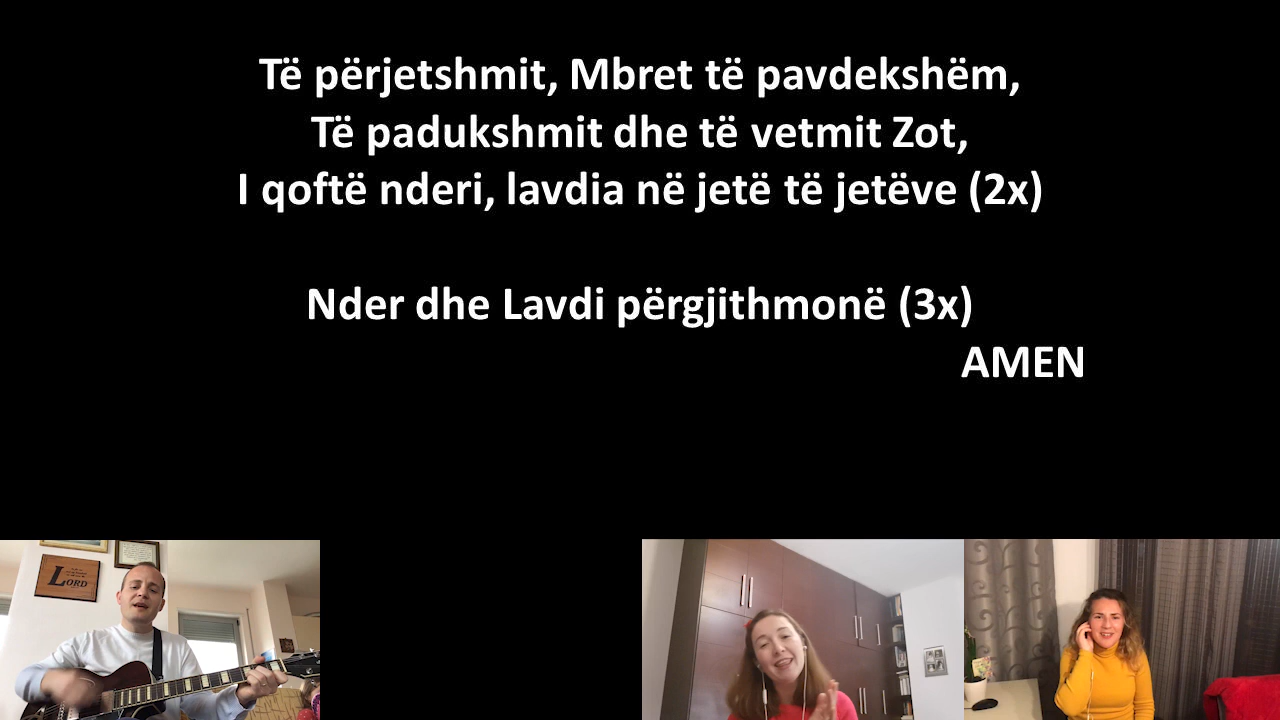 Të përjetshmit, Mbret të pavdekshëm,
Të padukshmit dhe të vetmit Zot,
I qoftë nderi, lavdia në jetë të jetëve (2x)
Nder dhe Lavdi përgjithmonë (3x)
AMEN
LORD